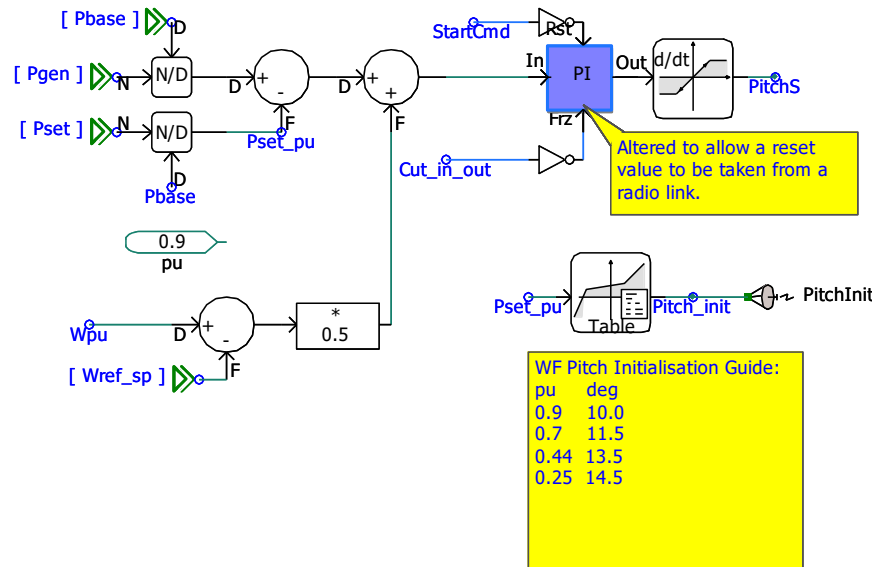 [ Pbase ]
D
StartCmd
Rst
[ Pgen ]
N
N/D
D
+
-
F
D
+
+
F
In
PI
Out
d/dt
PitchS
[ Pset ]
N
N/D
Pset_pu
Frz
D
Pbase
Cut_in_out
Altered to allow a reset
value to be taken from a
radio link.
0.9
pu
Pset_pu
Table
Pitch_init
PitchInit
Wpu
D
+
-
F
*
0.5
[ Wref_sp ]
WF Pitch Initialisation Guide:
pu deg
0.9 10.0
0.7 11.5
0.44 13.5
0.25 14.5